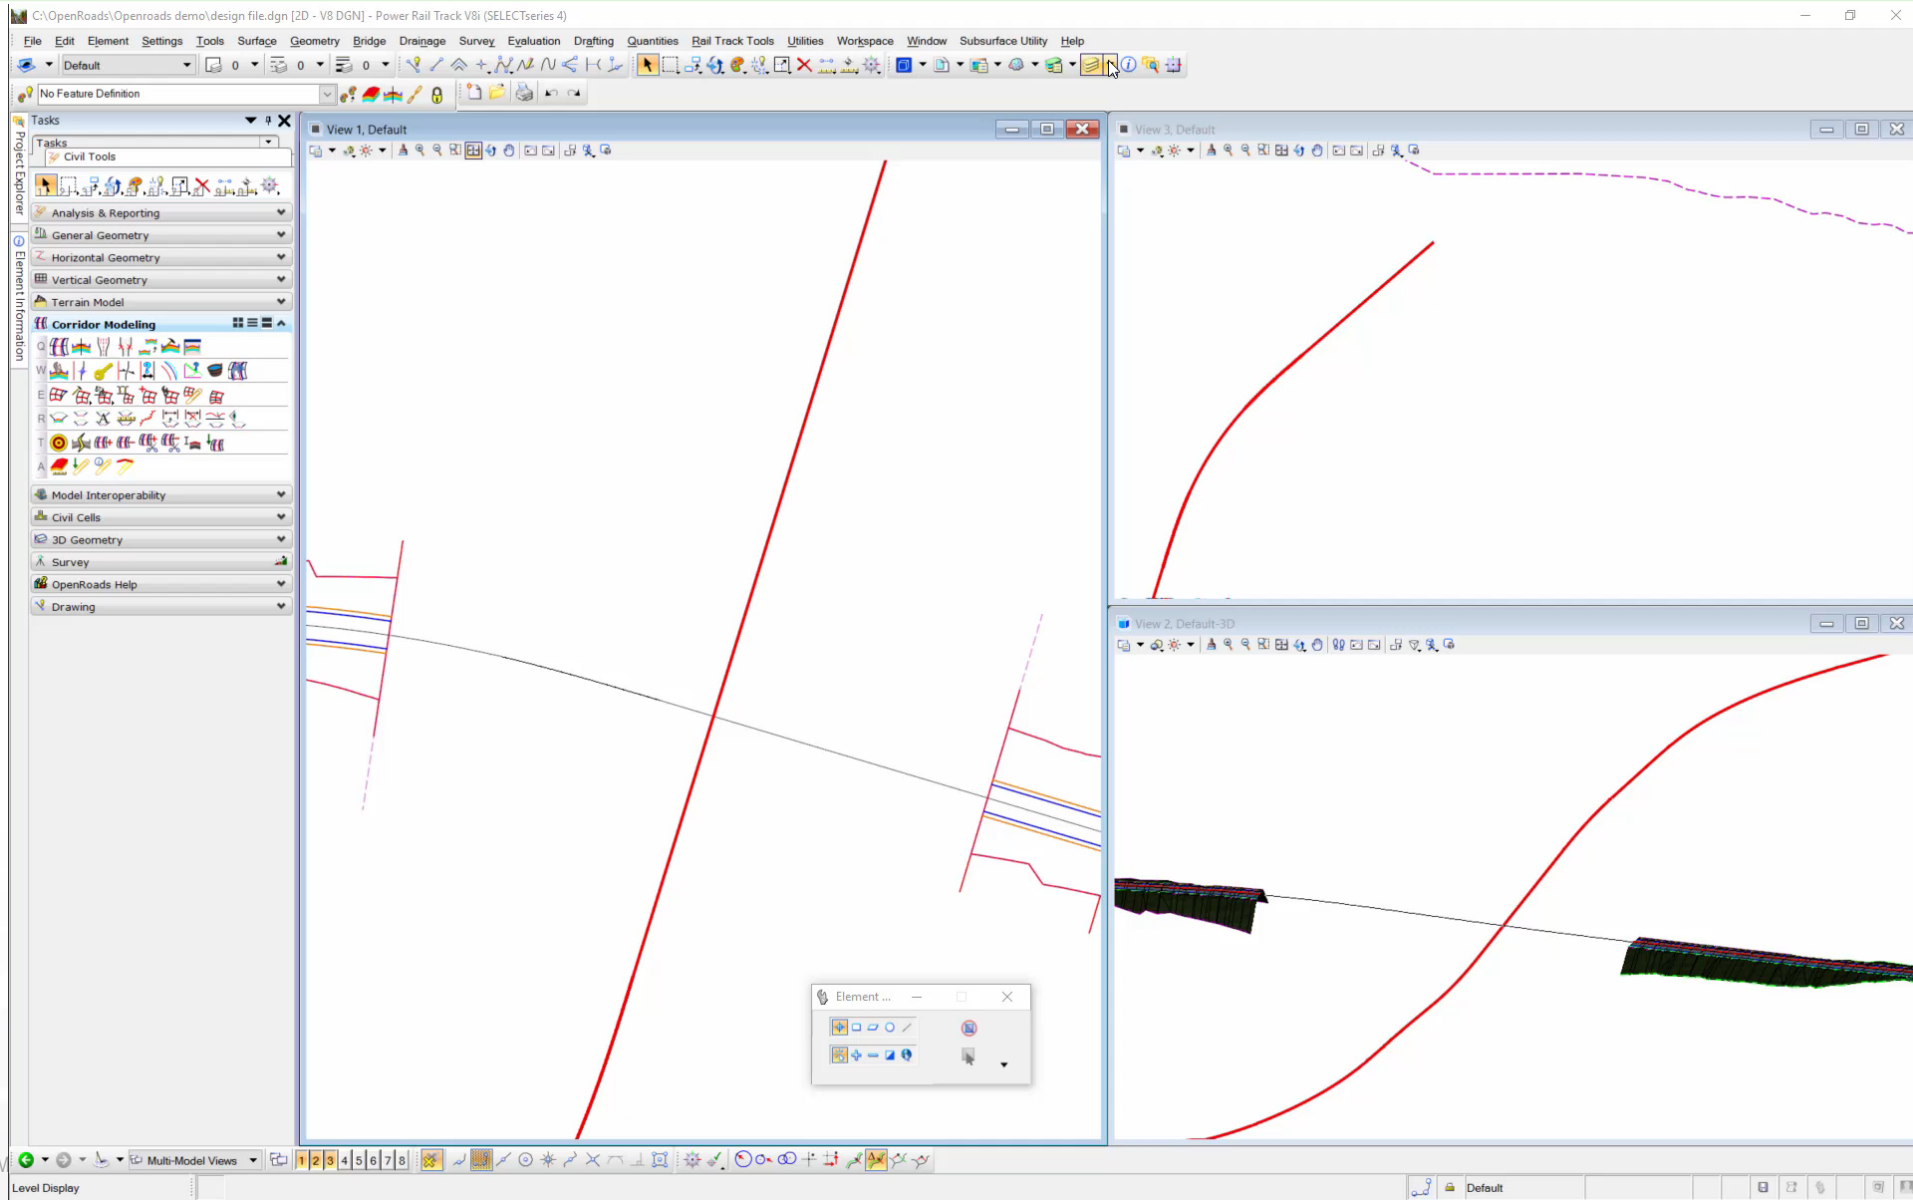 C:\OpenRoads\Openroads demo\design file.dgn [2D - V8 DGN] - Power Rail Track V8i (SELECTseries 4)
File Edit Element Settings Tools Surface Geometry Bridge Drainage Survey Evaluation Drafting Quantities Rail Track Tools Utilities Workspace Window Subsurface Utility Help
Default 0 0 0
No Feature Definition
Tasks
Tasks
Civil Tools
Project Explorer
Element Information
Analysis & Reporting
General Geometry
Horizontal Geometry
Vertical Geometry
Terrain Model
Corridor Modeling
Q
W
E
R
T
A
Model Interoperability
Civil Cells
3D Geometry
Survey
OpenRoads Help
Drawing
View 1, Default
View 3, Default
View 2, Default-3D
Element ...
Multi-Model Views 1 2 3 4 5 6 7 8
Level Display
Default